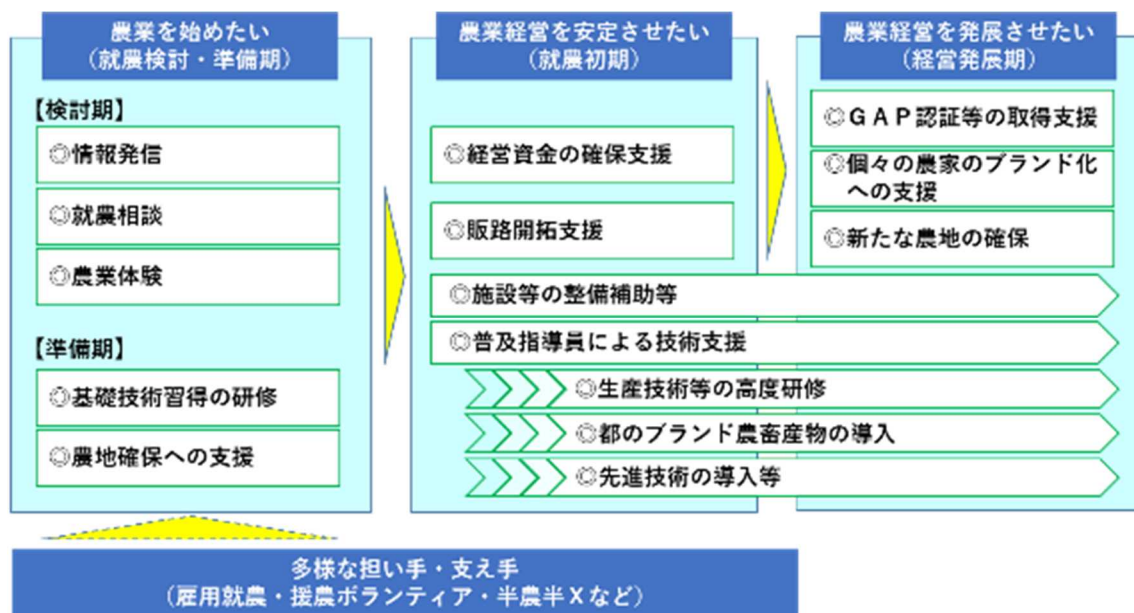 農業を始めたい
（就農検討・準備期）
【検討期】
◎情報発信
◎就農相談
◎農業体験
【準備期】
◎基礎技術習得の研修
◎農地確保への支援
農業経営を安定させたい
（就農初期）
◎経営資金の確保支援
◎販路開拓支援
農業経営を発展させたい
（経営発展期）
◎ＧＡＰ認証等の取得支援
◎個々の農家のブランド化
への支援
◎新たな農地の確保
◎施設等の整備補助等
◎普及指導員による技術支援
◎生産技術等の高度研修
◎都のブランド農畜産物の導入
◎先進技術の導入等
多様な担い手・支え手
（雇用就農・援農ボランティア・半農半Ｘなど）